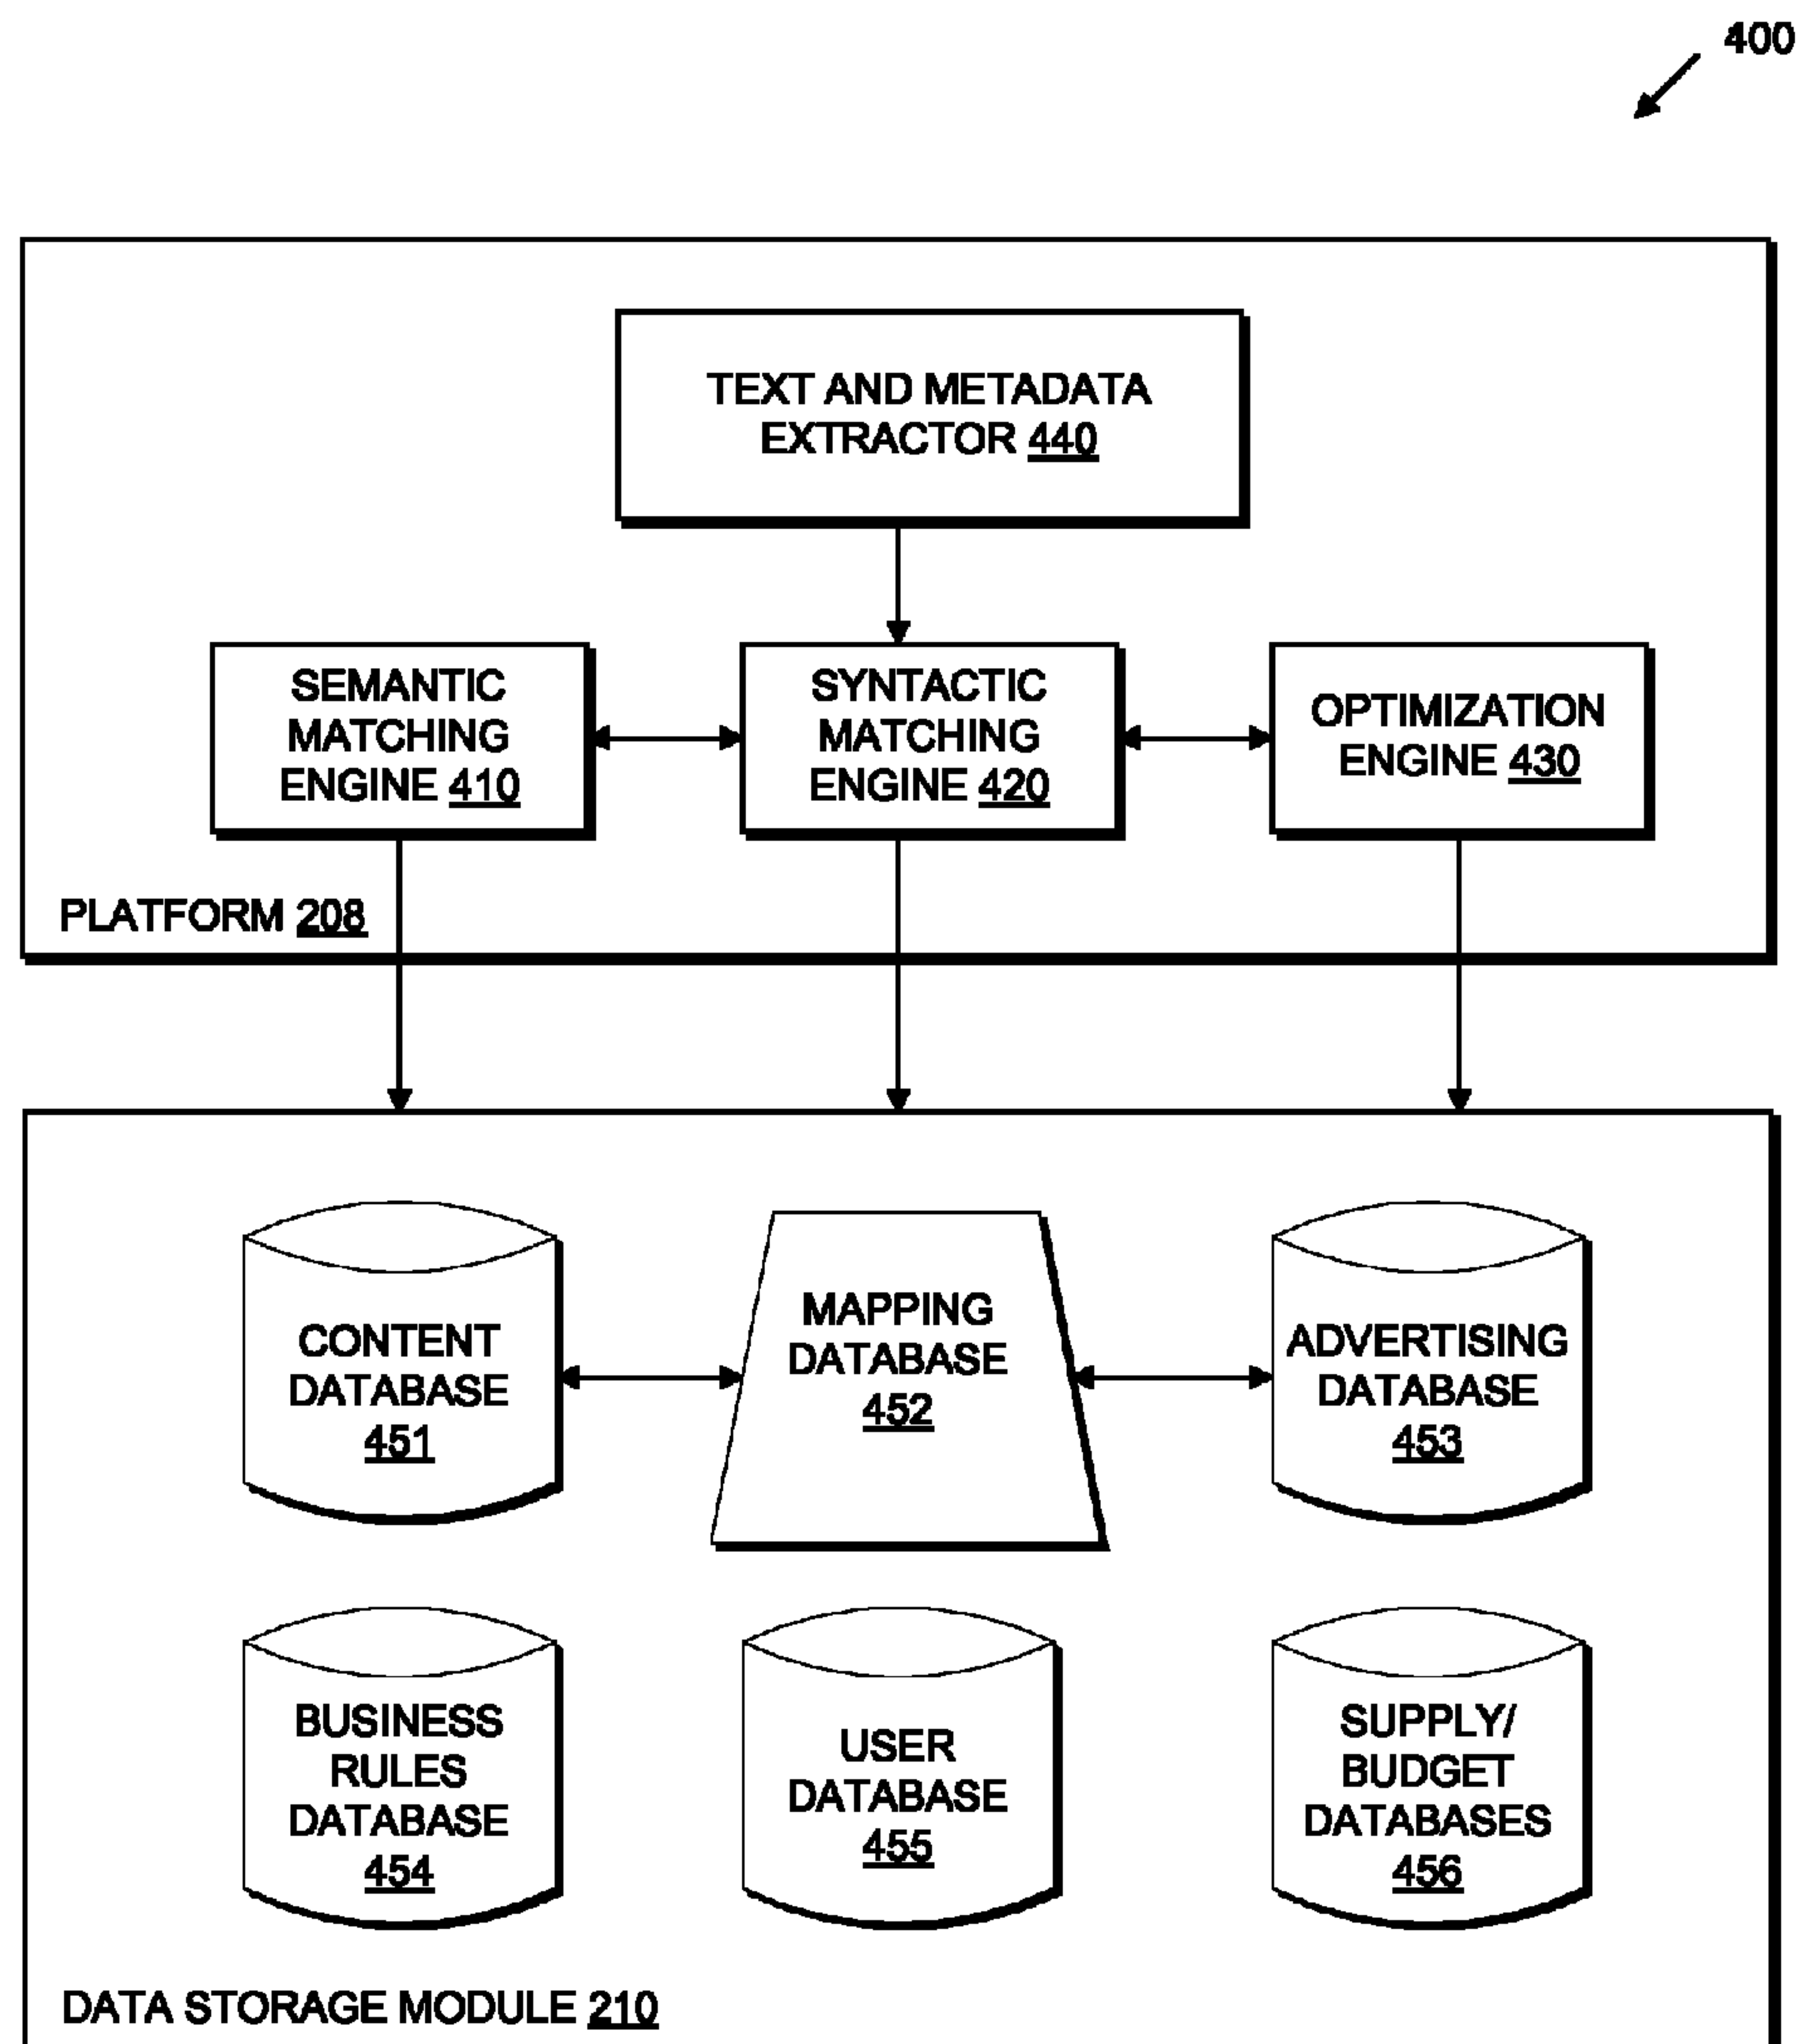 400
TEXT AND METADATA
EXTRACTOR 440
SEMANTIC
MATCHING
ENGINE 410
SYNTACTIC
MATCHING
ENGINE 420
OPTIMIZATION
ENGINE 430
PLATFORM 208
CONTENT
DATABASE
451
MAPPING
DATABASE
452
ADVERTISING
DATABASE
453
BUSINESS
RULES
DATABASE
454
USER
DATABASE
455
SUPPLY/
BUDGET
DATABASES
456
DATA STORAGE MODULE 210